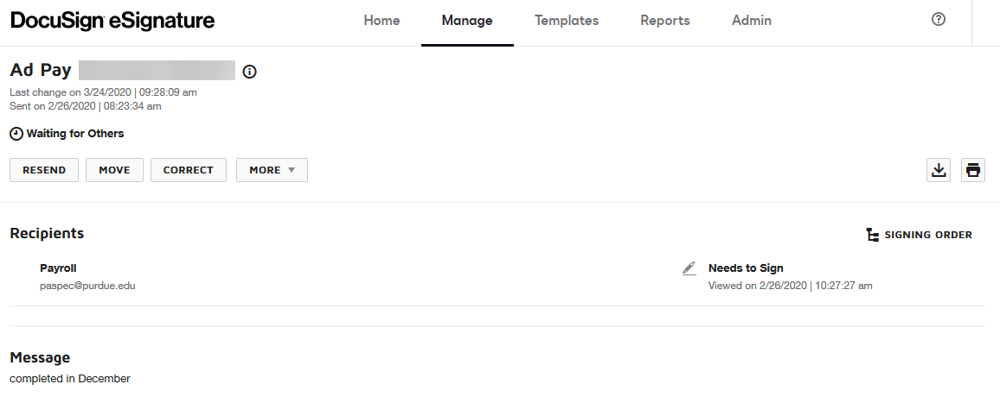 DocuSign eSignature
Home Manage Templates Reports Admin
Ad Pay
Last change on 3/24/2020 | 09:28:09 am
Sent on 2/26/2020 | 08:23:34 am
Waiting for Others
RESEND MOVE CORRECT MORE
Recipients
SIGNING ORDER
Payroll
Needs to Sign
paspec@purdue.edu
Viewed on 2/26/2020 | 10:27:27 am
Message
completed in December